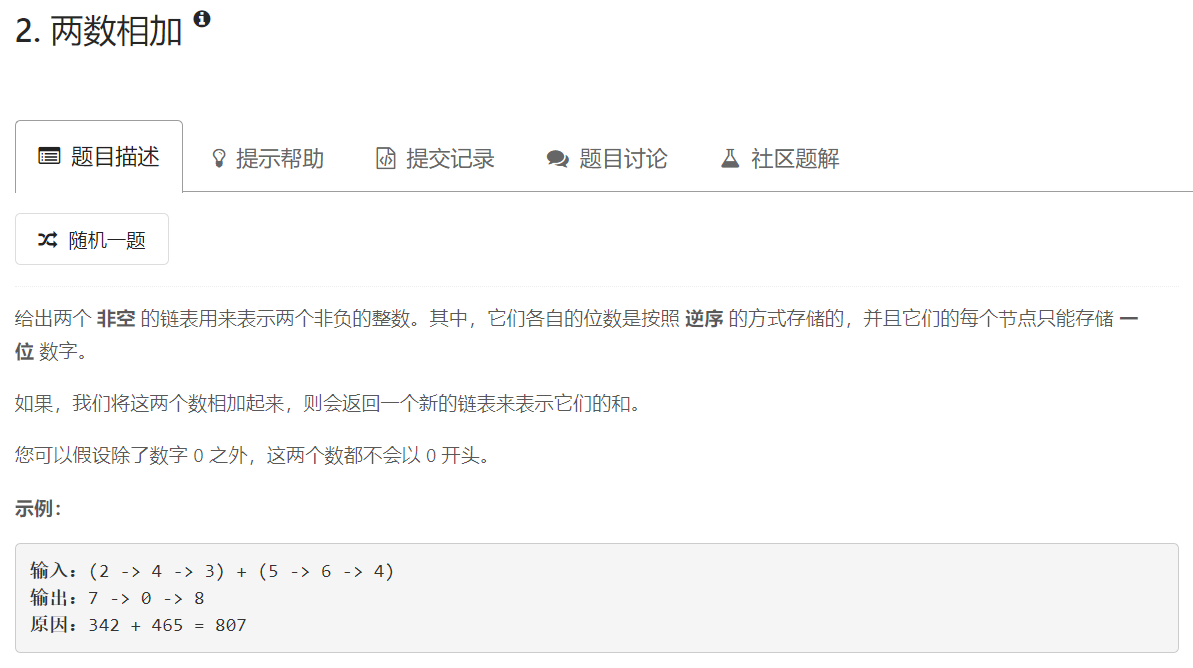 2. 两数相加
题目描述 提示帮助 提交记录 题目讨论 社区题解
随机一题
给出两个 非空 的链表用来表示两个非负的整数。其中，它们各自的位数是按照 逆序 的方式存储的，并且它们的每个节点只能存储 一
位 数字。
如果，我们将这两个数相加起来，则会返回一个新的链表来表示它们的和。
您可以假设除了数字 0 之外，这两个数都不会以 0 开头。
示例：
输入：(2 -> 4 -> 3) + (5 -> 6 -> 4)
输出：7 -> 0 -> 8
原因：342 + 465 = 807